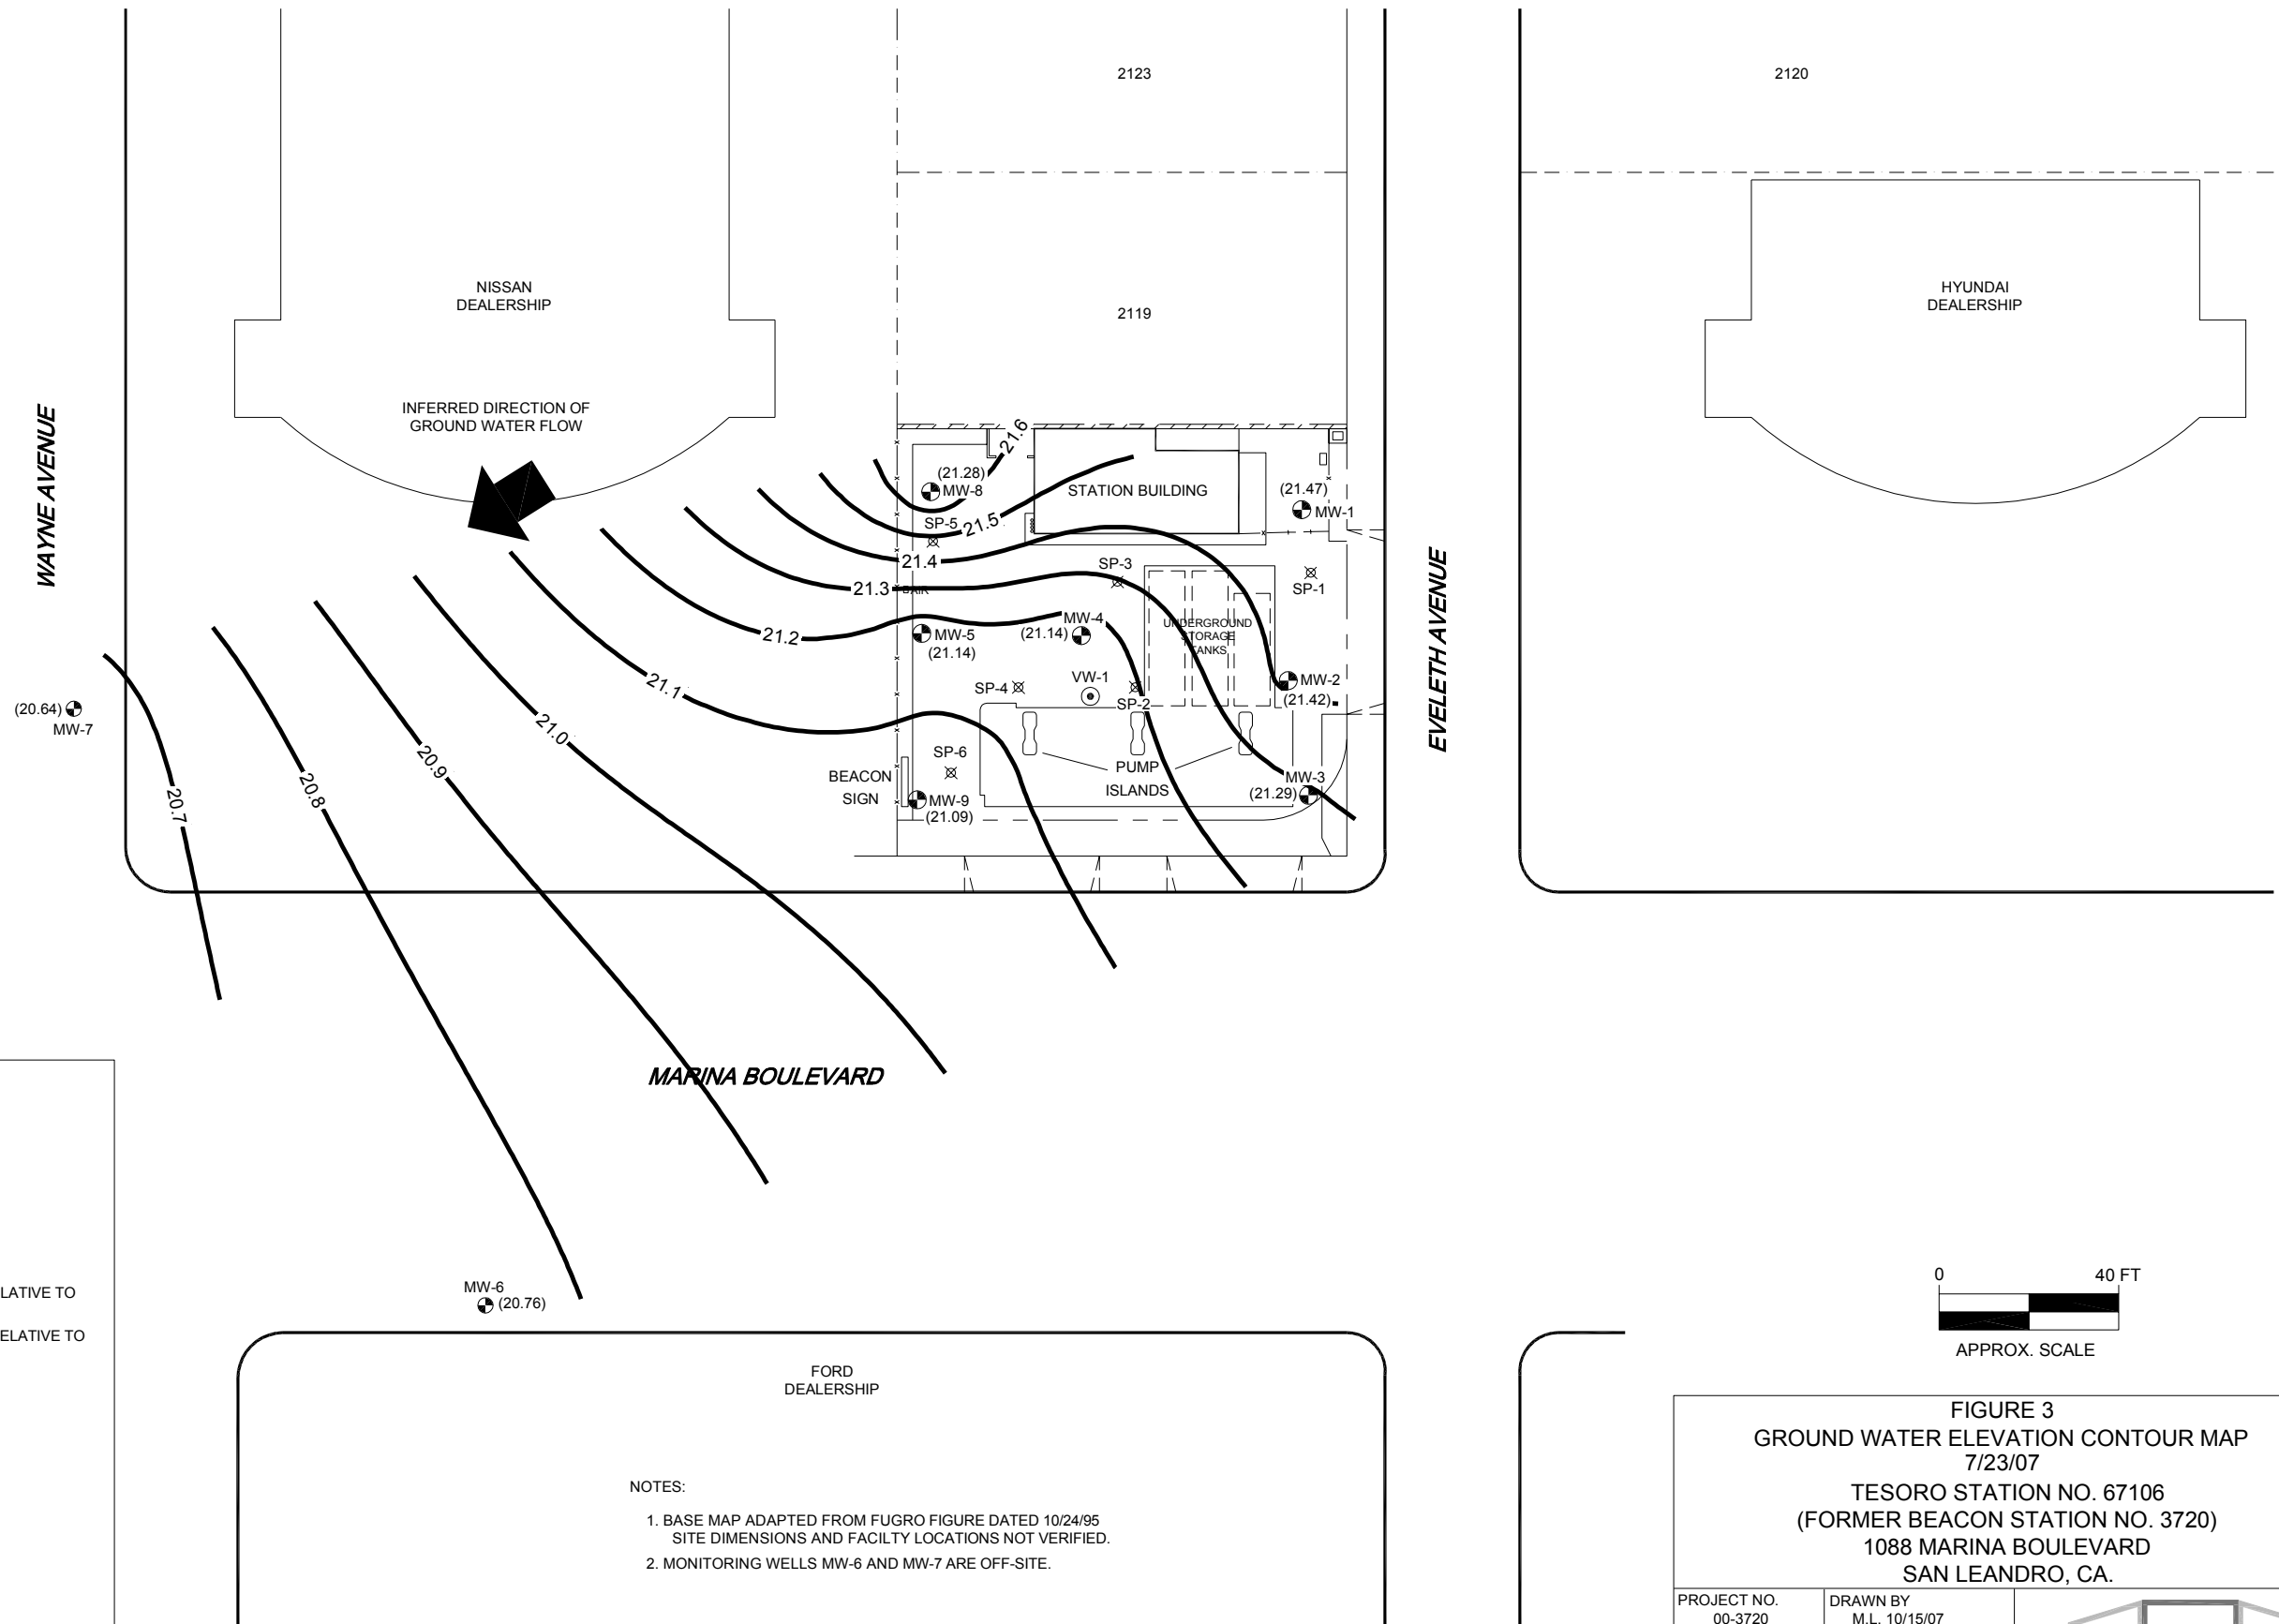 2123
2120
NISSAN
DEALERSHIP
HYUNDAI
DEALERSHIP
2119
INFERRED DIRECTION OF
GROUND WATER FLOW
WAYNE AVENUE
21.6
(21.28)
MW-8
STATION BUILDING
(21.47)
MW-1
SP-5
21.5
21.4
SP-3
21.3
SP-1
EVELETH AVENUE
MW-4
(21.14)
UNDERGROUND
STORAGE
TANKS
21.2
MW-5
(21.14)
21.1
SP-4
VW-1
SP-2
MW-2
(21.42)
(20.64)
MW-7
21.0
20.9
20.8
20.7
SP-6
BEACON
SIGN
PUMP
ISLANDS
MW-3
(21.29)
MW-9
(21.09)
MARINA BOULEVARD
MW-6
(20.76)
LATIVE TO
ELATIVE TO
0 40 FT
APPROX. SCALE
FORD
DEALERSHIP
NOTES:
1. BASE MAP ADAPTED FROM FUGRO FIGURE DATED 10/24/95
SITE DIMENSIONS AND FACILTY LOCATIONS NOT VERIFIED.
2. MONITORING WELLS MW-6 AND MW-7 ARE OFF-SITE.
FIGURE 3
GROUND WATER ELEVATION CONTOUR MAP
7/23/07
TESORO STATION NO. 67106
(FORMER BEACON STATION NO. 3720)
1088 MARINA BOULEVARD
SAN LEANDRO, CA.
PROJECT NO.
00-3720
DRAWN BY
M.L. 10/15/07